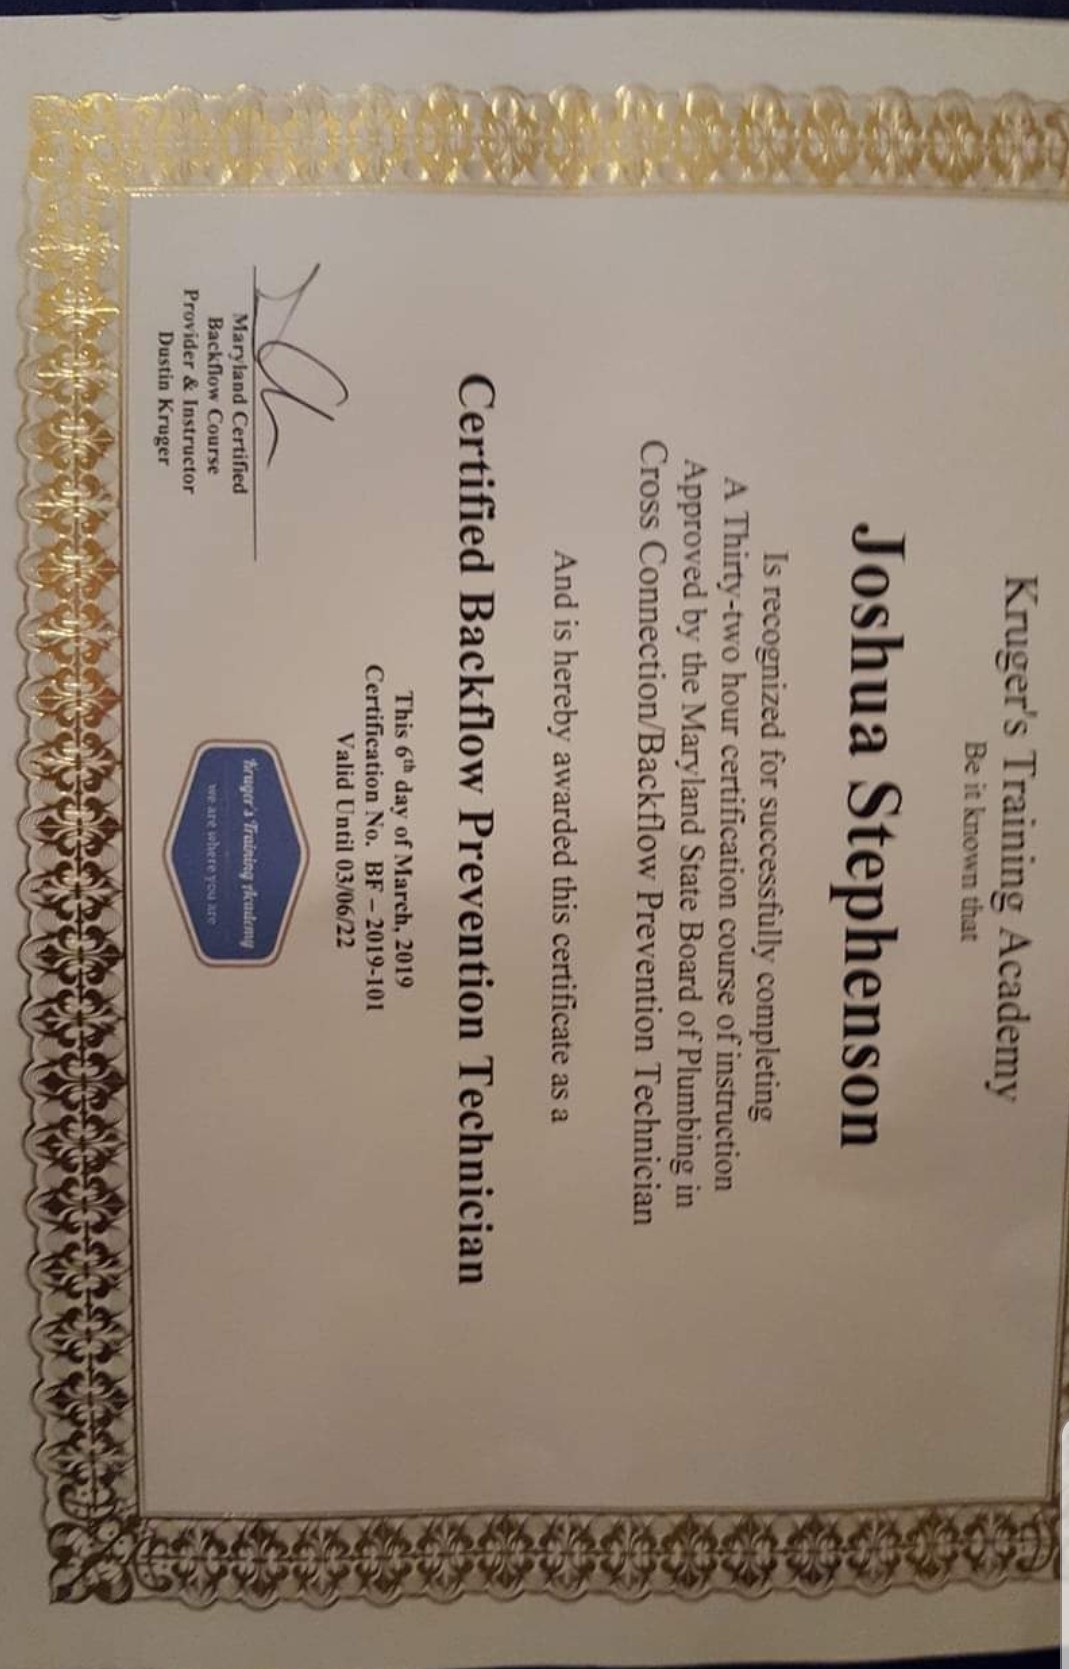 Kruger's Training Academy
Be it known that
Joshua Stephenson
Is recognized for successfully completing
A Thirty-two hour certification course of instruction
Approved by the Maryland State Board of Plumbing in
Cross Connection/Backflow Prevention Technician
And is hereby awarded this certificate as a
Certified Backflow Prevention Technician
This 6th day of March, 2019
Certification No. BF – 2019-101
Valid Until 03/06/22
Maryland Certified
Backflow Course
Provider & Instructor
Dustin Kruger
Kruger's Training Academy
we are where you are